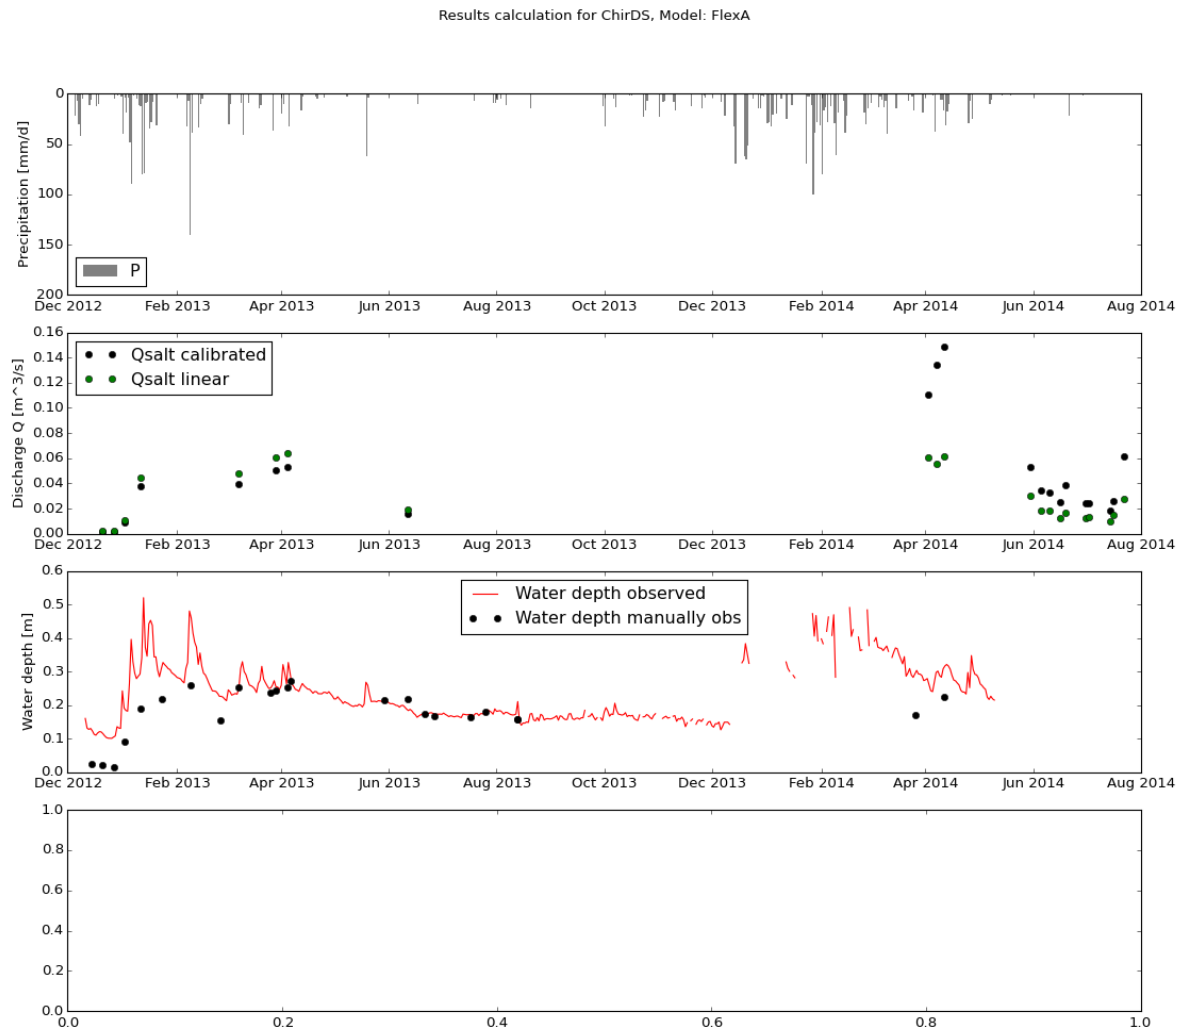 Results calculation for ChirDS, Model: FlexA
Precipitation [mm/d]
0
50
100
150
200
P
Dec 2012 Feb 2013 Apr 2013 Jun 2013 Aug 2013 Oct 2013 Dec 2013 Feb 2014 Apr 2014 Jun 2014 Aug 2014
Discharge Q [m^3/s]
0.16
0.14
0.12
0.10
0.08
0.06
0.04
0.02
0.00
Qsalt calibrated
Qsalt linear
Dec 2012 Feb 2013 Apr 2013 Jun 2013 Aug 2013 Oct 2013 Dec 2013 Feb 2014 Apr 2014 Jun 2014 Aug 2014
Water depth [m]
0.6
0.5
0.4
0.3
0.2
0.1
0.0
Water depth observed
Water depth manually obs
Dec 2012 Feb 2013 Apr 2013 Jun 2013 Aug 2013 Oct 2013 Dec 2013 Feb 2014 Apr 2014 Jun 2014 Aug 2014
1.0
0.8
0.6
0.4
0.2
0.0
0.0 0.2 0.4 0.6 0.8 1.0